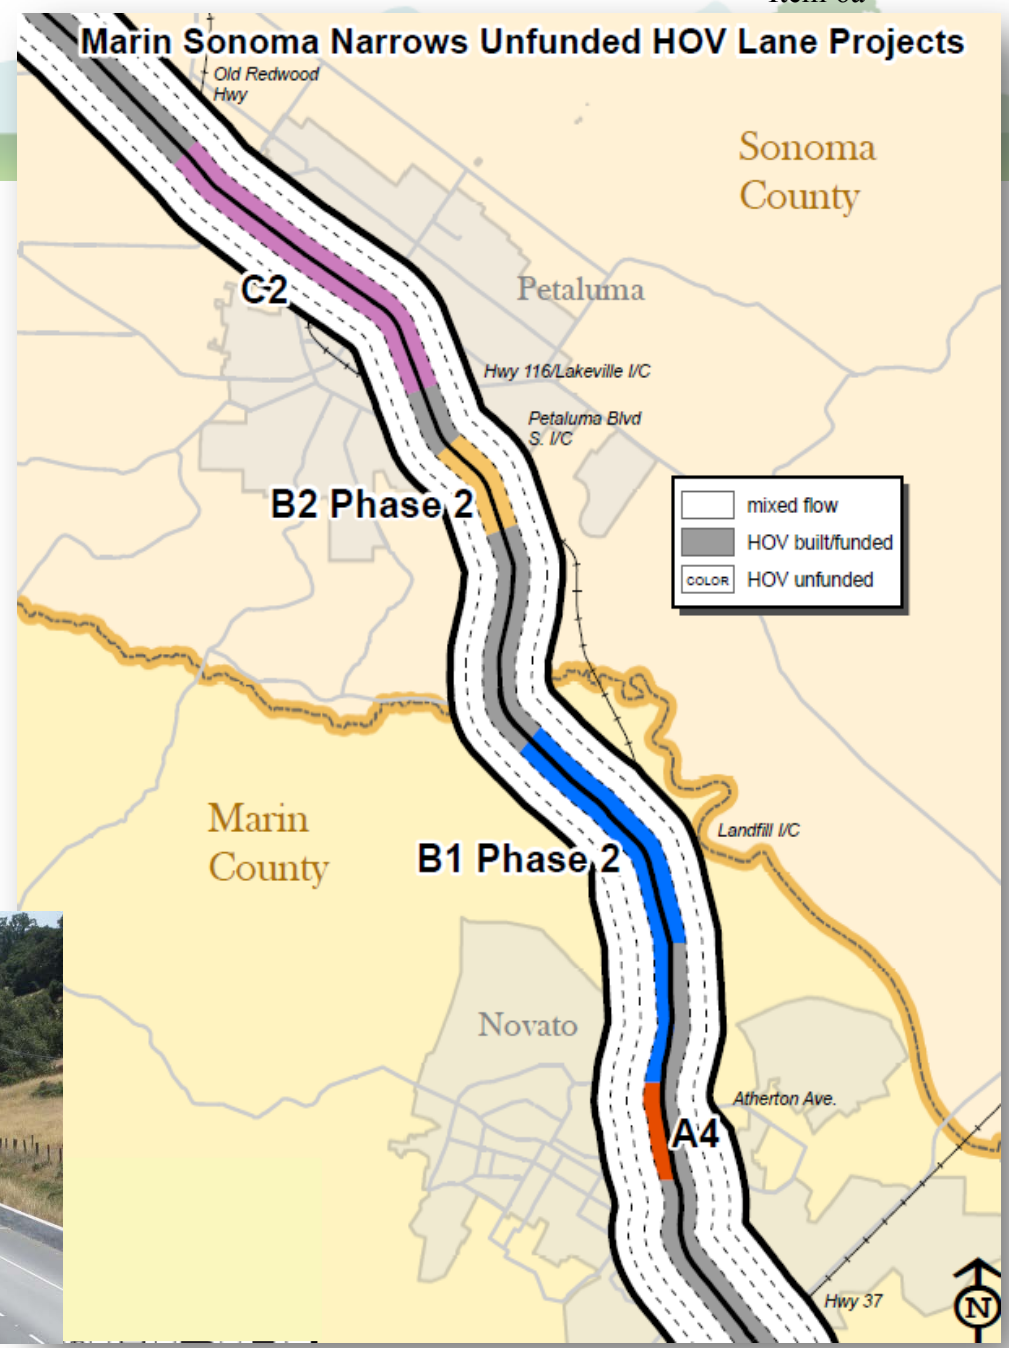 Marin Sonoma Narrows Unfunded HOV Lane Projects
Old Redwood
Hwy
Sonoma
County
C2
Petaluma
Hwy 116/Lakeville I/C
Petaluma Blvd
S. I/C
B2 Phase 2
mixed flow
HOV built/funded
COLOR HOV unfunded
Marin
County
Landfill I/C
B1 Phase 2
Novato
Atherton Ave.
A4
Hwy 37
N